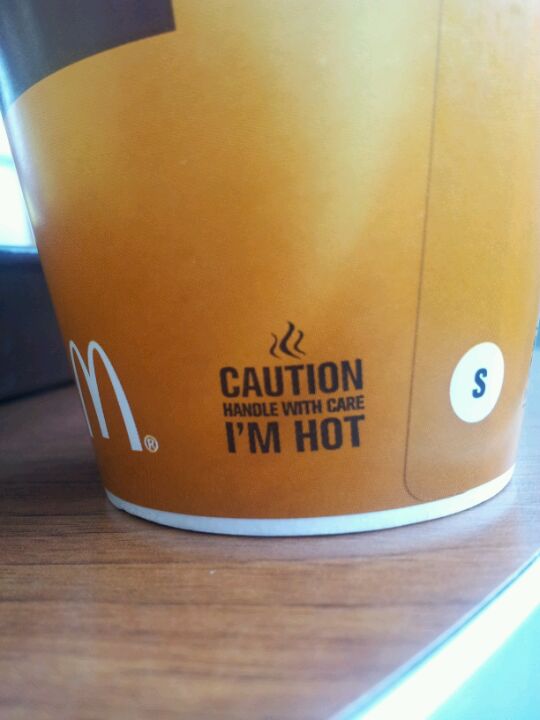 M®
CAUTION
HANDLE WITH CARE
I'M HOT
S